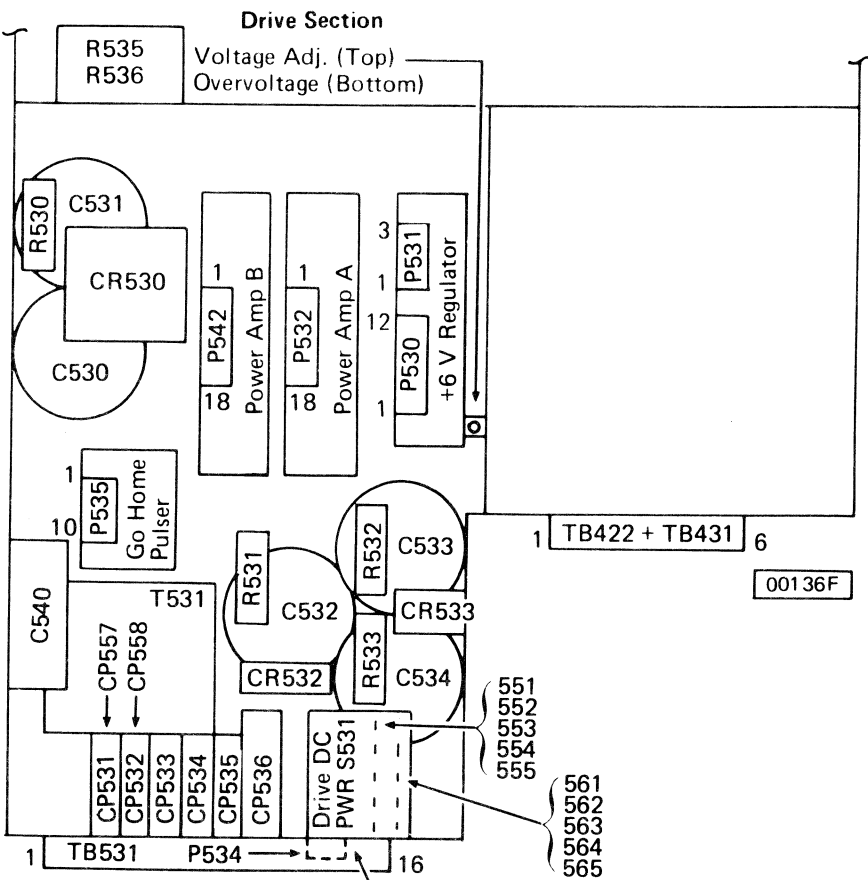 Drive Section
R535
R536
Voltage Adj. (Top)
Overvoltage (Bottom)
R530
C531
CR530
C530
1
P542
18
Power Amp B
1
P532
18
Power Amp A
3
P531
1
12
P530
1
+6 V Regulator
1
P535
10
Go Home
Pulser
C540
T531
CP557
CP558
R531
C532
CR532
R532
C533
CR533
R533
C534
1
TB422 + TB431
6
00136F
CP531
CP532
CP533
CP534
CP535
CP536
Drive DC
PWR S531
551
552
553
554
555
561
562
563
564
565
1
TB531
P534
16